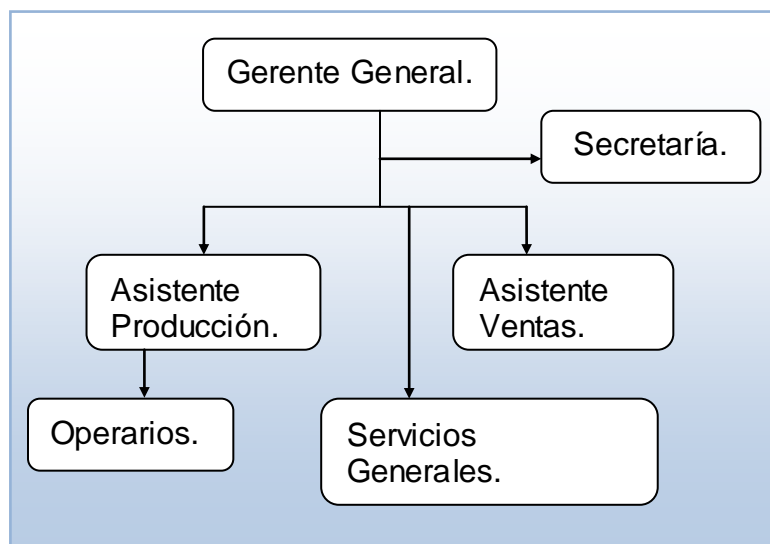 Gerente General.
Secretaría.
Asistente
Producción.
Asistente
Ventas.
Operarios.
Servicios
Generales.